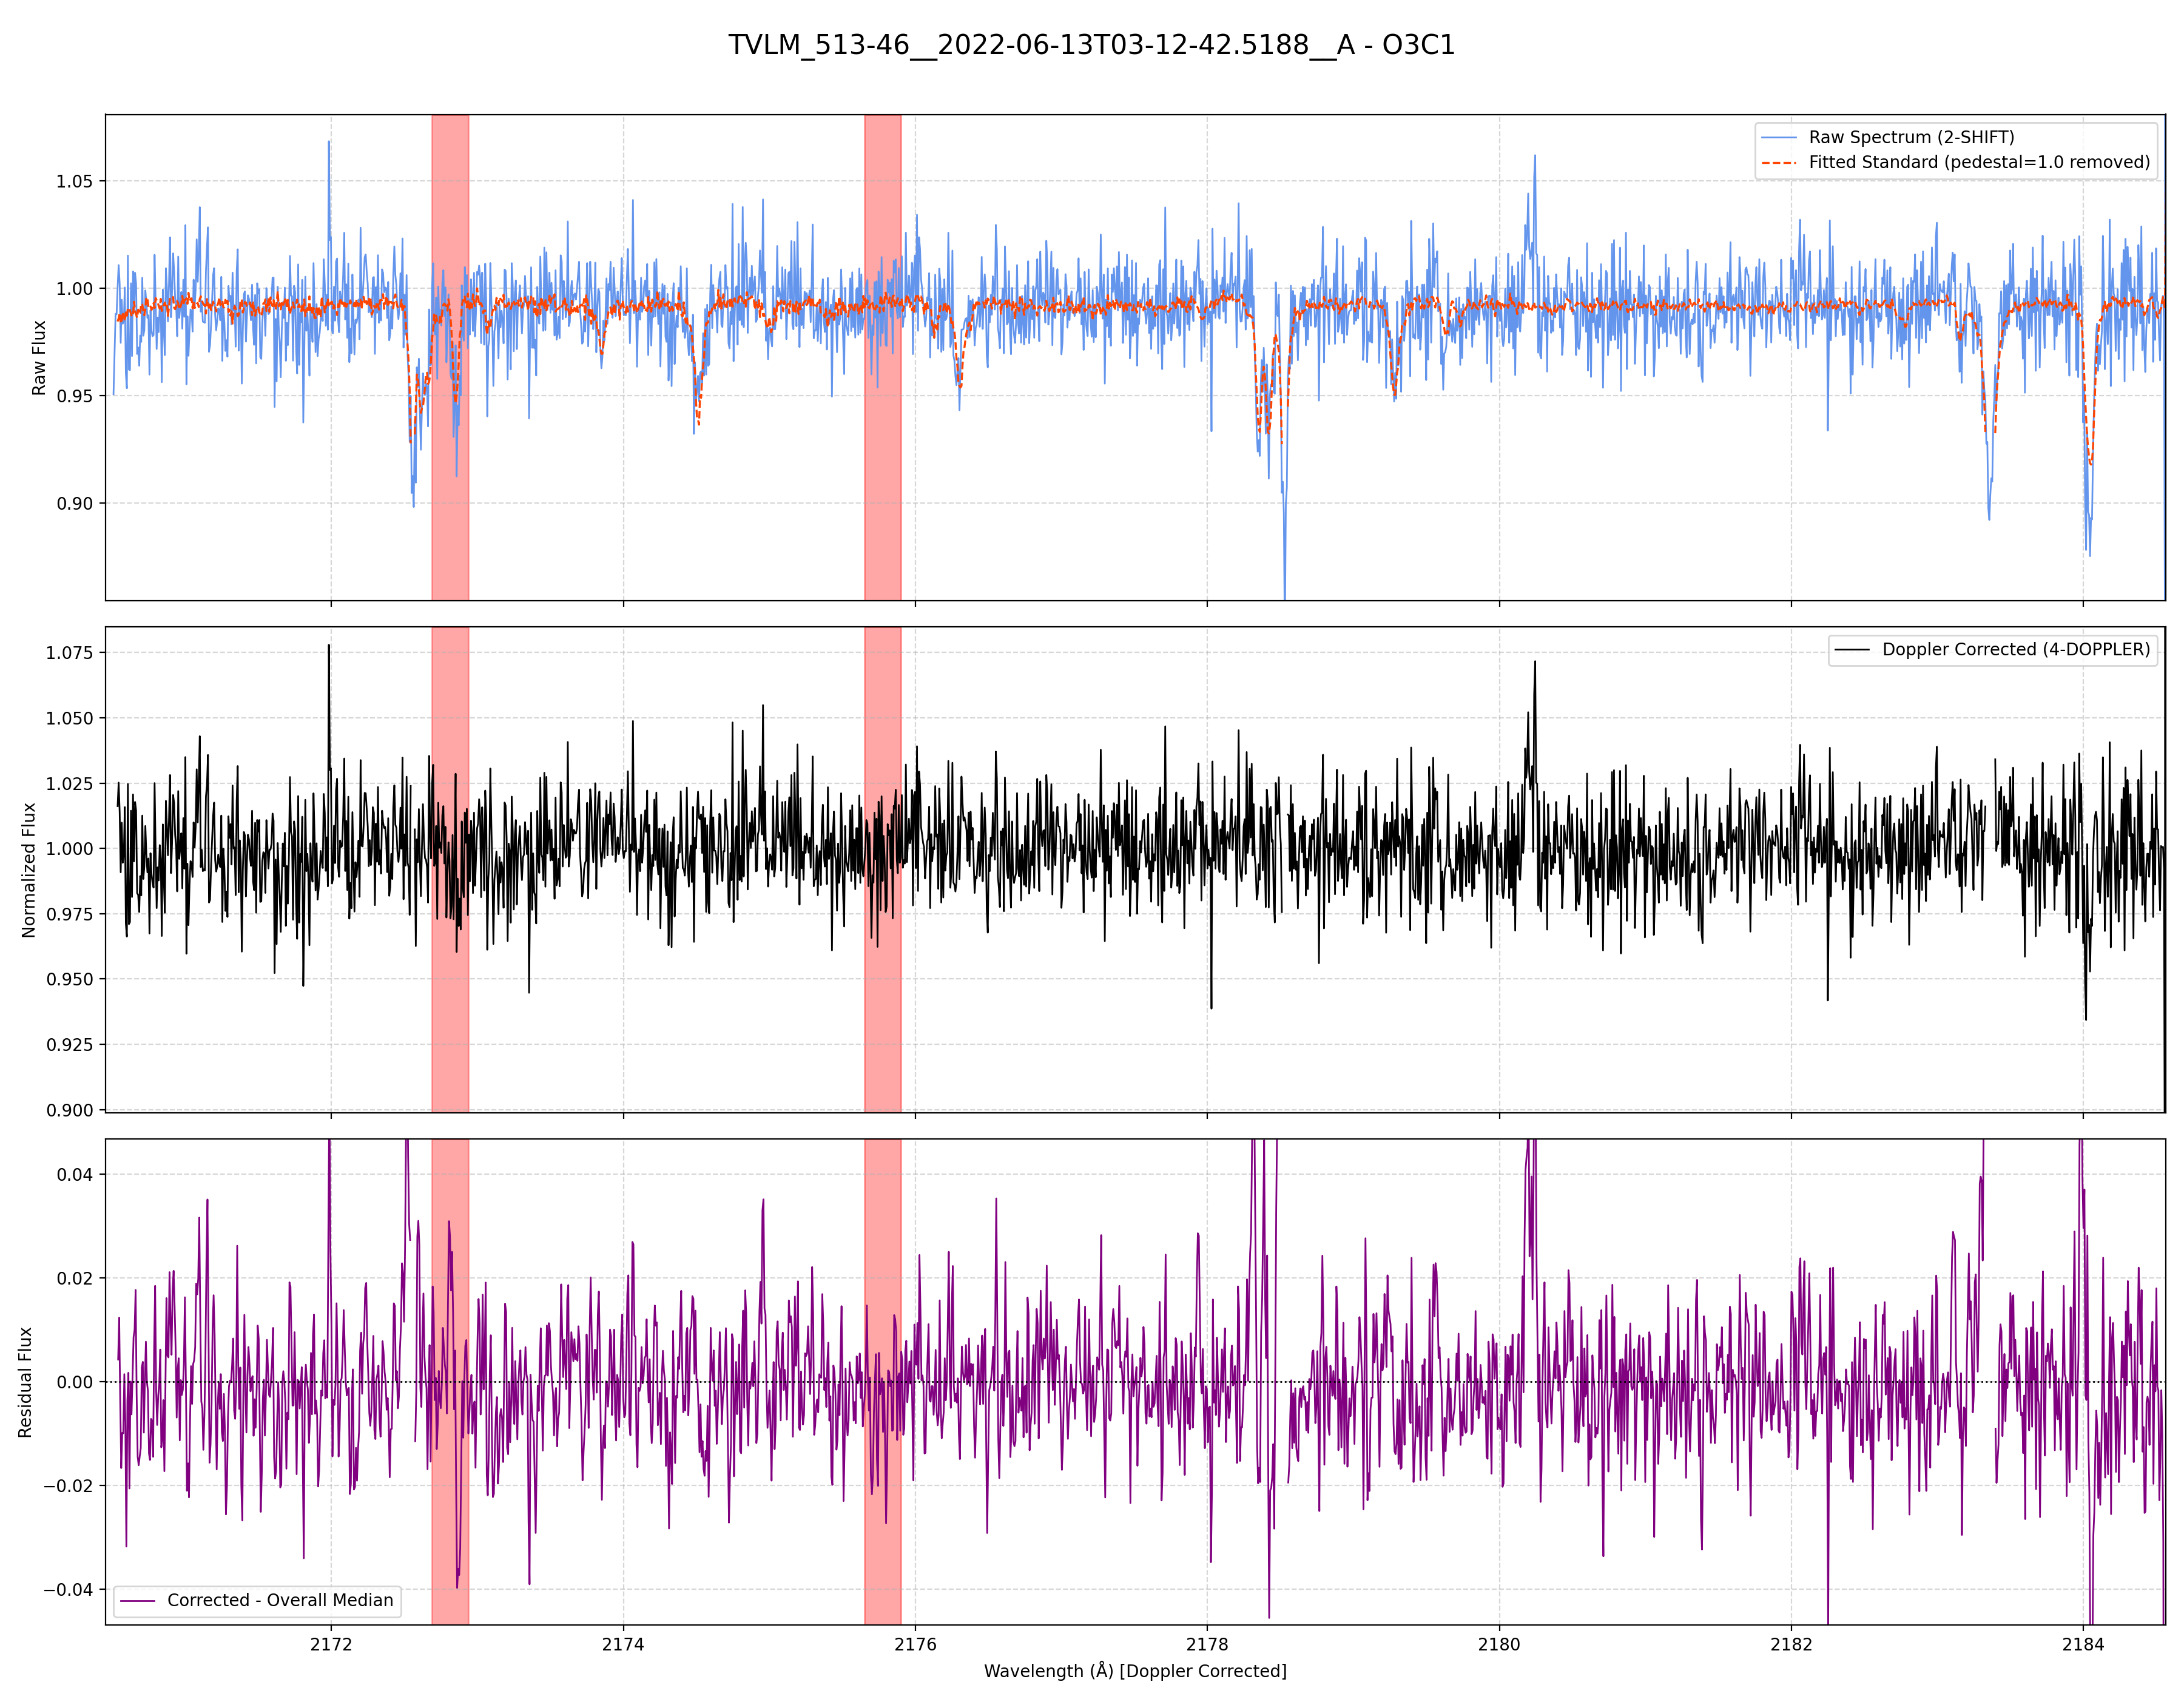 TVLM_513-46__2022-06-13T03-12-42.5188__A - O3C1
Raw Spectrum (2-SHIFT)
Fitted Standard (pedestal=1.0 removed)
1.05
1.00
0.95
0.90
Raw Flux
Doppler Corrected (4-DOPPLER)
1.075
1.050
1.025
1.000
0.975
0.950
0.925
0.900
Normalized Flux
0.04
0.02
0.00
−0.02
−0.04
Residual Flux
Corrected - Overall Median
2172 2174 2176 2178 2180 2182 2184
Wavelength (Å) [Doppler Corrected]